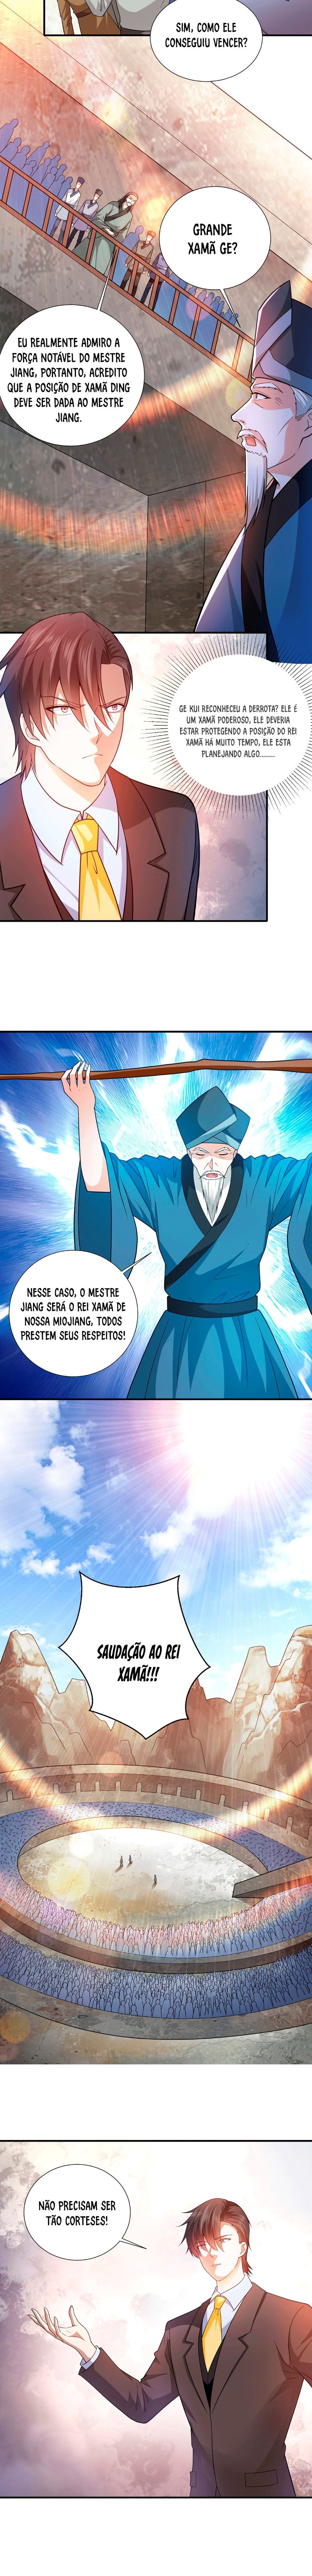 SIM, COMO ELE
CONSEGUIU VENCER?
GRANDE
XAMÃ GE?
EU REALMENTE ADMIRO A
FORÇA NOTÁVEL DO MESTRE
JIANG, PORTANTO, ACREDITO
QUE A POSIÇÃO DE XAMÃ DING
DEVE SER DADA AO MESTRE
JIANG.
GE KUI RECONHECEU A DERROTA? ELE É
UM XAMÃ PODEROSO, ELE DEVERIA
ESTAR PROTEGENDO A POSIÇÃO DO REI
XAMÃ HÁ MUITO TEMPO, ELE ESTA
PLANEJANDO ALGO.........
NESSE CASO, O MESTRE
JIANG SERÁ O REI XAMÃ DE
NOSSA MIOJIANG, TODOS
PRESTEM SEUS RESPEITOS!
SAUDAÇÃO AO REI
XAMÃ!!!
NÃO PRECISAM SER
TÃO CORTESES!